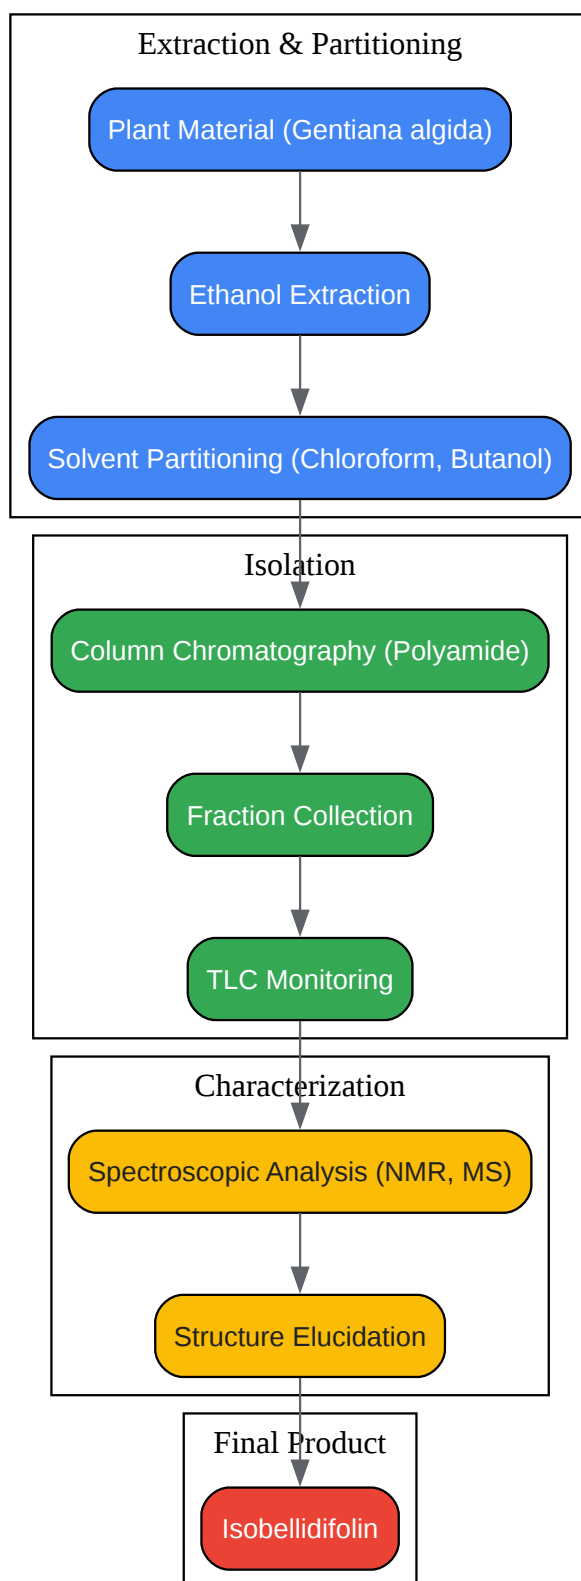 Extraction & Partitioning
Plant Material (Gentiana algida)
Ethanol Extraction
Solvent Partitioning (Chloroform, Butanol)
Isolation
Column Chromatography (Polyamide)
Fraction Collection
TLC Monitoring
Characterization
Spectroscopic Analysis (NMR, MS)
Structure Elucidation
Final Product
Isobellidifolin